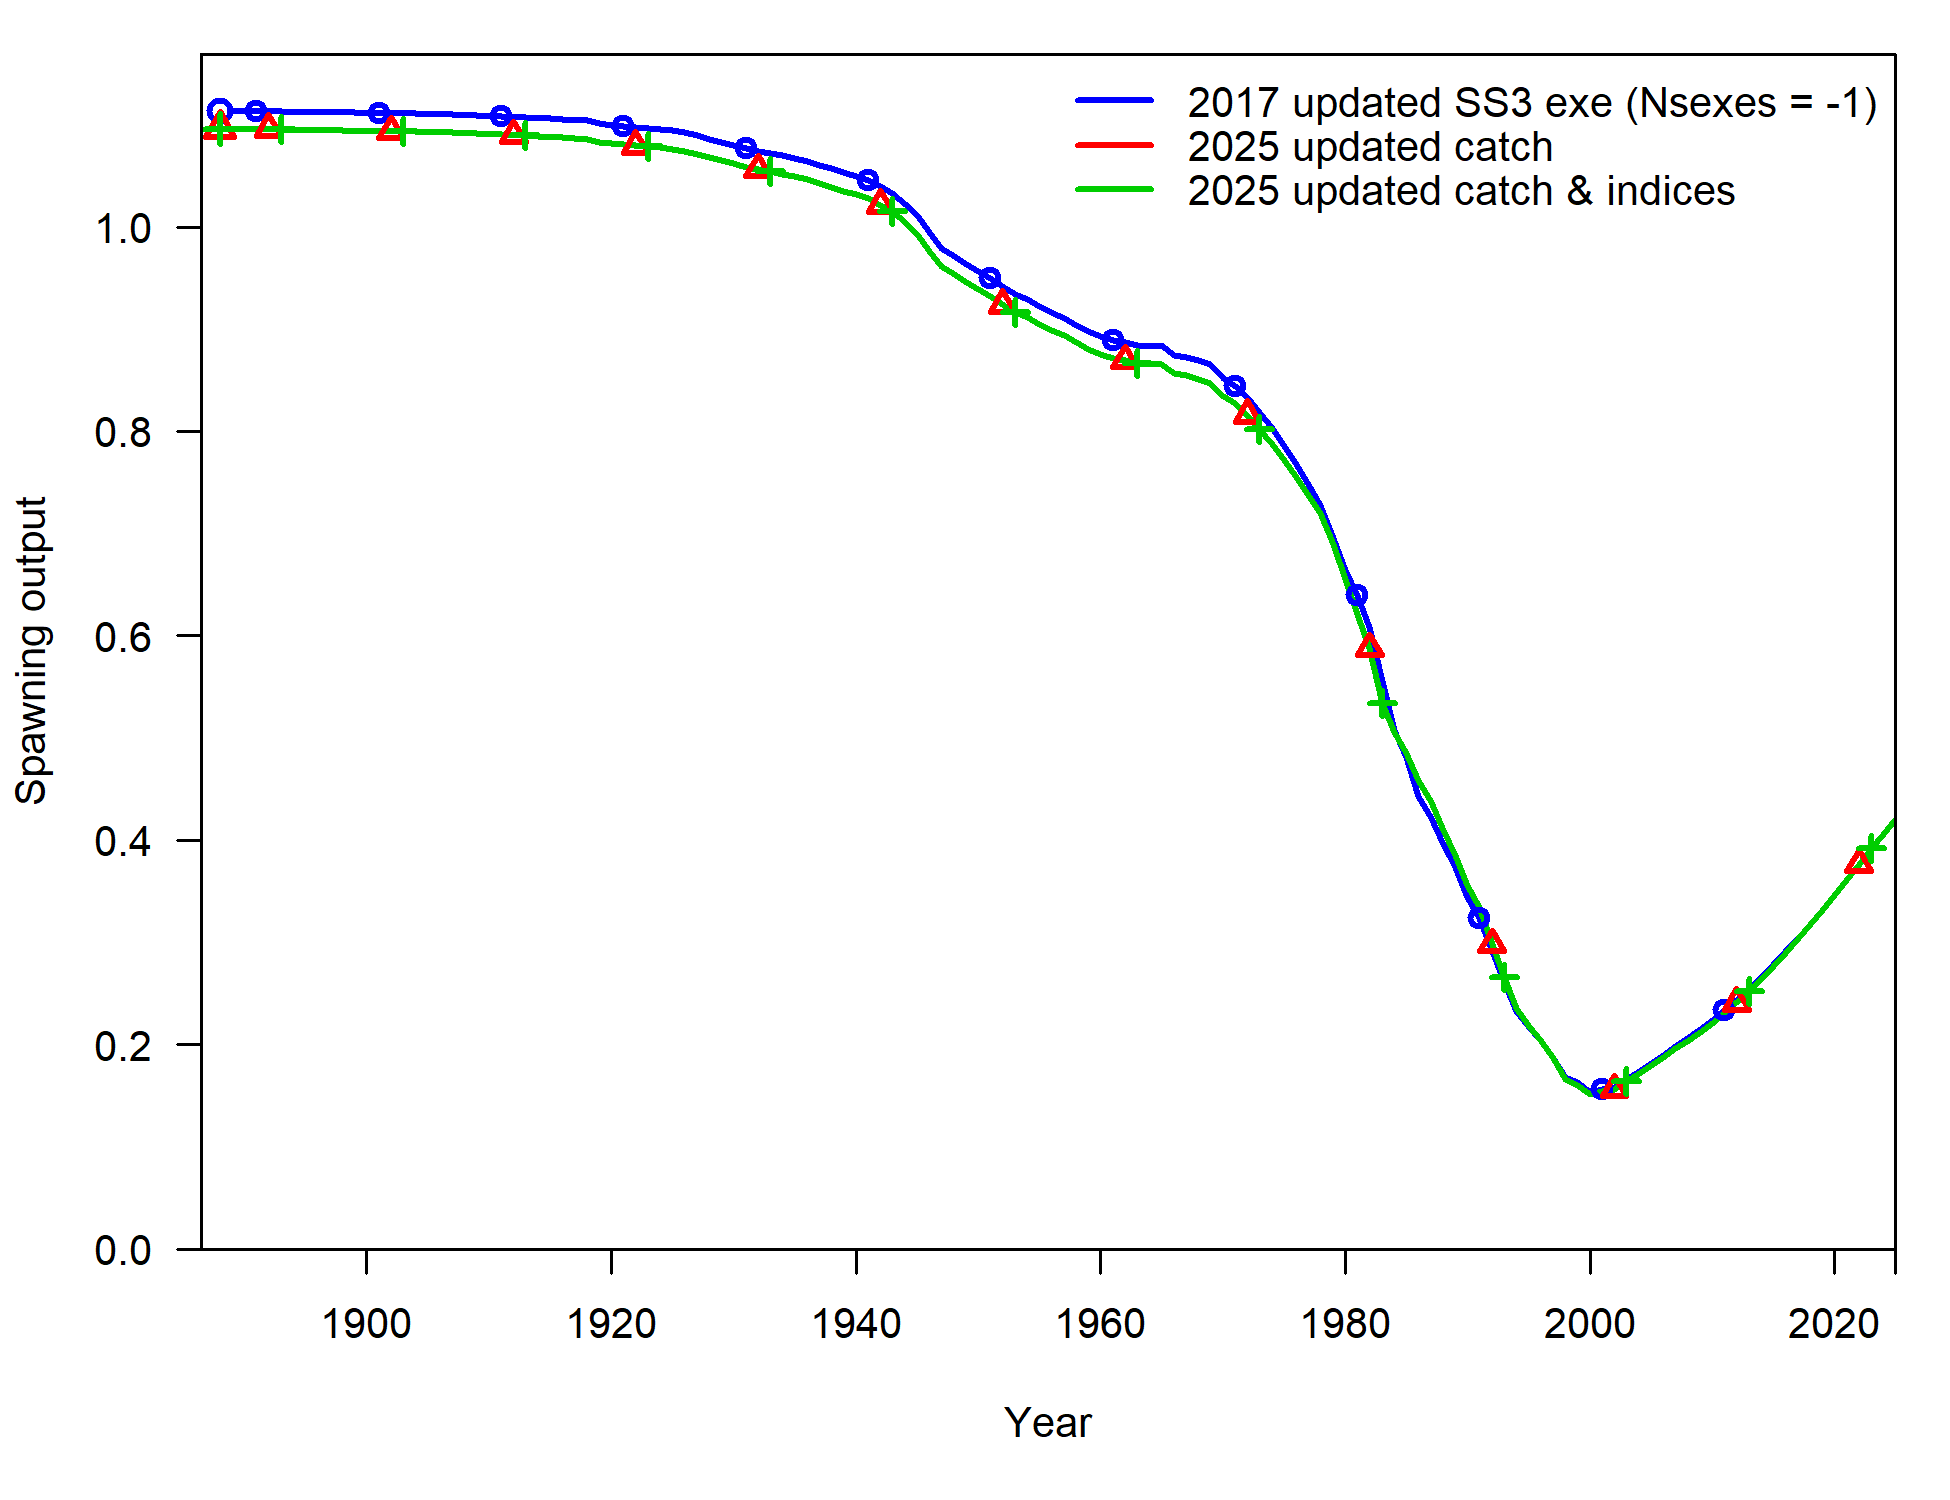 2017 updated SS3 exe (Nsexes = -1)
2025 updated catch
2025 updated catch & indices
1.0
0.8
0.6
0.4
0.2
0.0
Spawning output
1900 1920 1940 1960 1980 2000 2020
Year